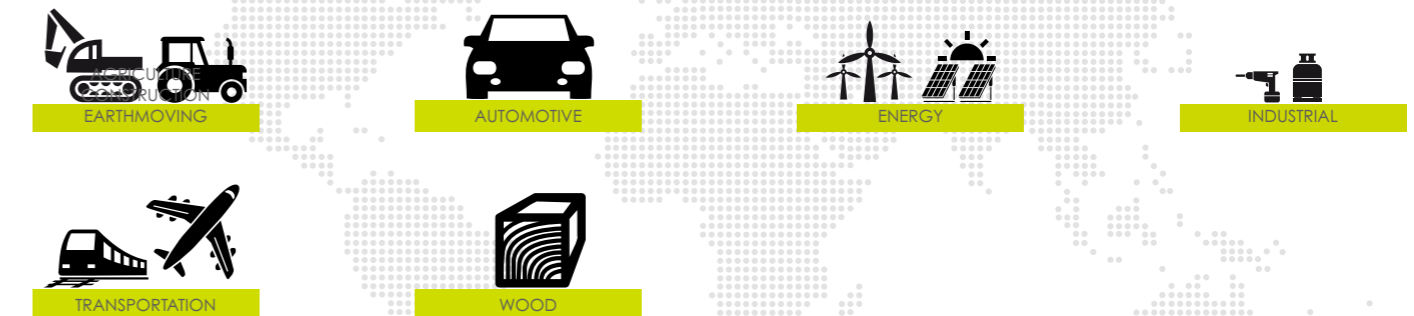 AGRICULTURE
CONSTRUCTION
EARTHMOVING
AUTOMOTIVE
ENERGY
INDUSTRIAL
TRANSPORTATION
WOOD